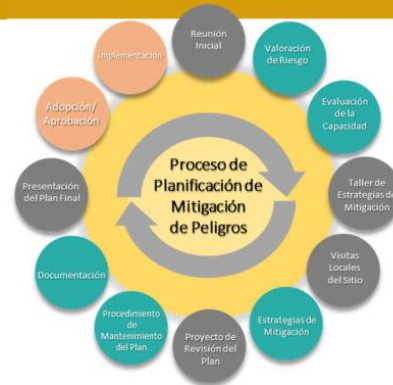 Reunión
Inicial
Valoración
de Riesgo
Evaluación
de la
Capacidad
Taller de
Estrategias de
Mitigación
Visitas
Locales
del Sitio
Estrategias de
Mitigación
Proyecto de
Revisión del
Plan
Procedimiento
de
Mantenimiento
del Plan
Documentación
Presentación
del Plan Final
Adopción/
Aprobación
Implementación
Proceso de
Planificación de
Mitigación
de Peligros